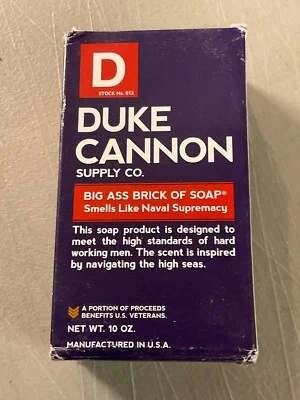 D
STOCK No. 013
DUKE
CANNON
SUPPLY CO.
BIG ASS BRICK OF SOAP®
Smells Like Naval Supremacy
This soap product is designed to
meet the high standards of hard
working men. The scent is inspired
by navigating the high seas.
A PORTION OF PROCEEDS
BENEFITS U.S. VETERANS.
NET WT. 10 OZ.
MANUFACTURED IN U.S.A.